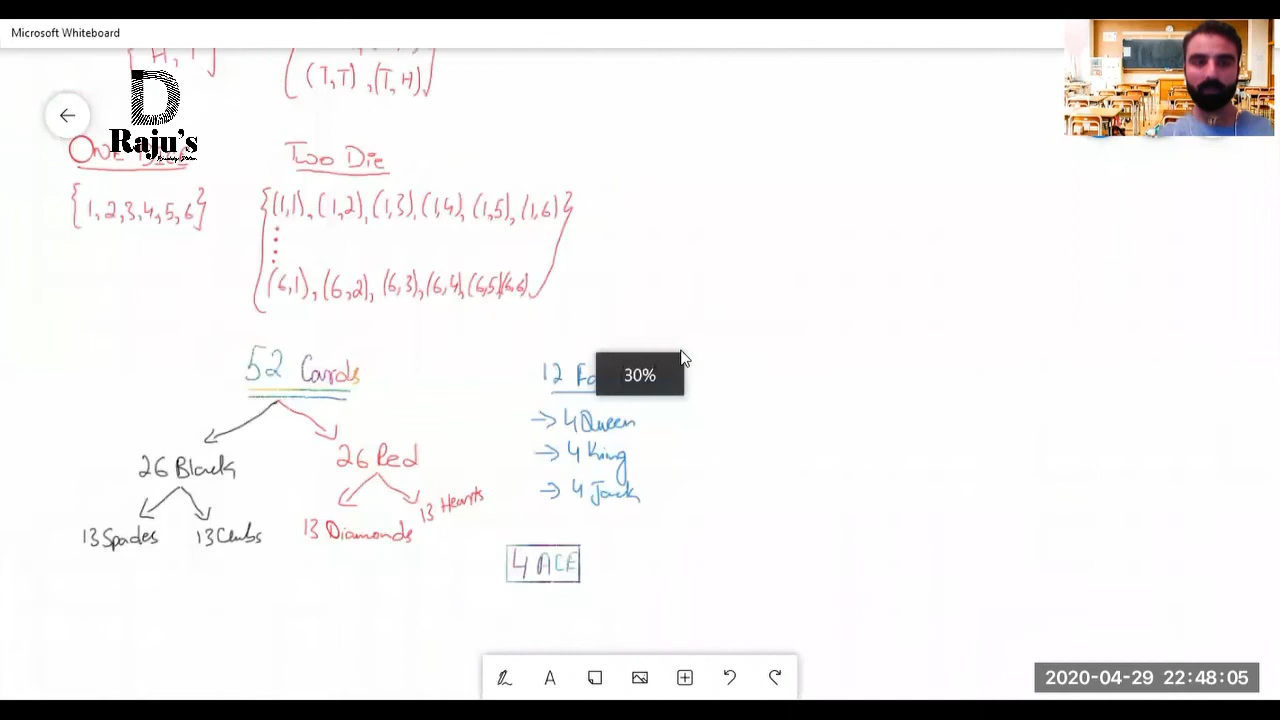 Microsoft Whiteboard
{H, T}
(T,T) ,(T,H)
D
Raju's
ONE DICE
Two Die
{1,2,3,4,5,6}
{(1,1), (1,2), (1,3), (1,4), (1,5), (1,6)}
(6,1), (6,2), (6,3), (6,4), (6,5)(6,6)
52 Cards
12
30%
→ 4 Queen
→ 4 King
→ 4 Jack
26 Black
26 Red
13 Spades
13 Clubs
13 Diamonds
13 Hearts
4 ACE
2020-04-29 22:48:05